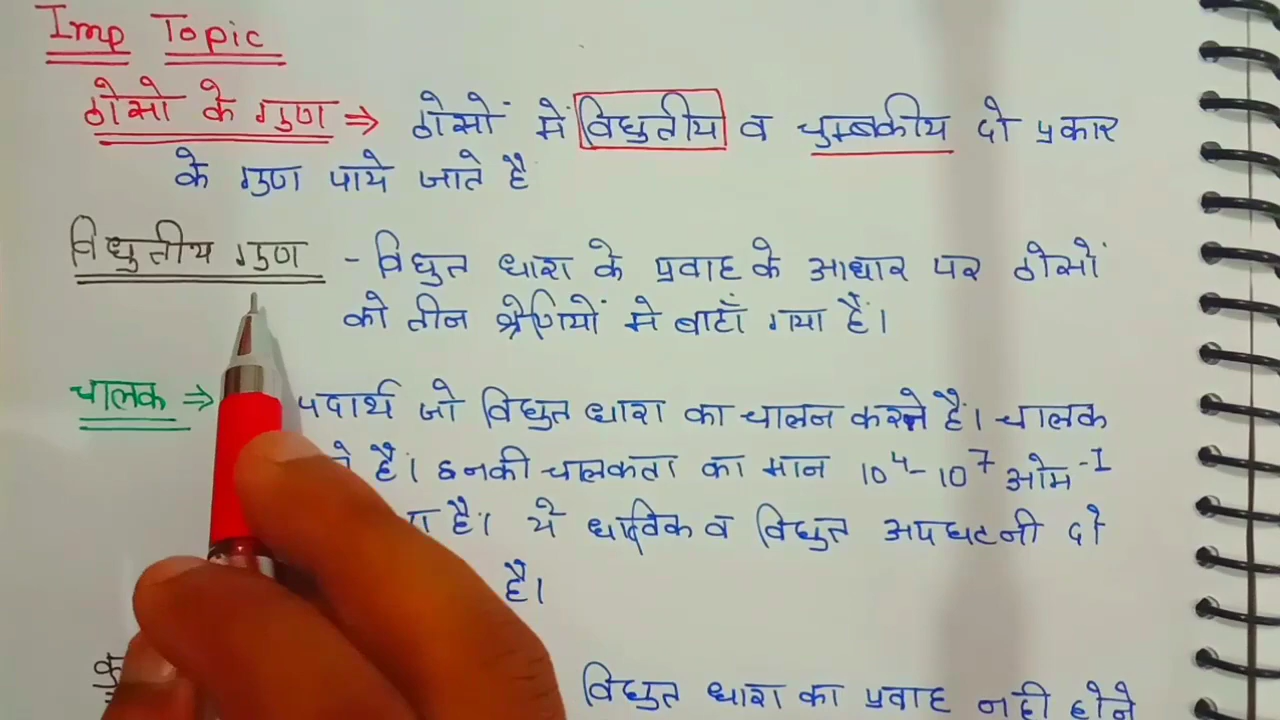 Imp Topic
ठोसो के गुण ⇒ ठोसों मे विधुतीय व चुम्बकीय दो प्रकार
के गुण पाये जाते है
विधुतीय गुण - विधुत धारा के प्रवाह के आधार पर ठोसों
को तीन श्रेणियों मे बाटाँ गया हैं।
चालक ⇒ पदार्थ जो विधुत धारा का चालन करते हैं। चालक
है। इनकी चालकता का मान 10⁴-10⁷ ओम⁻¹
है। ये धात्विक व विधुत अपघटनी दो
है।
विधुत धारा का प्रवाह नही होने